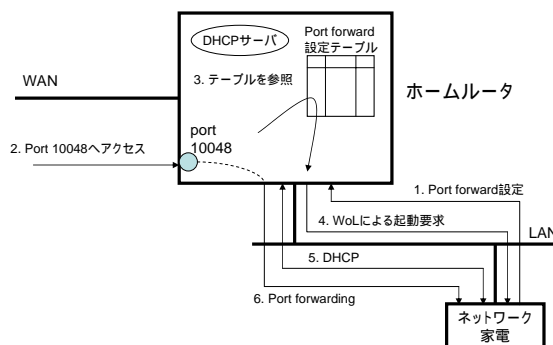 DHCPサーバ
Port forward
設定テーブル
3. テーブルを参照
WAN
ホームルータ
port
10048
2. Port 10048へアクセス
1. Port forward設定
4. WoLによる起動要求
LAN
5. DHCP
6. Port forwarding
ネットワーク
家電